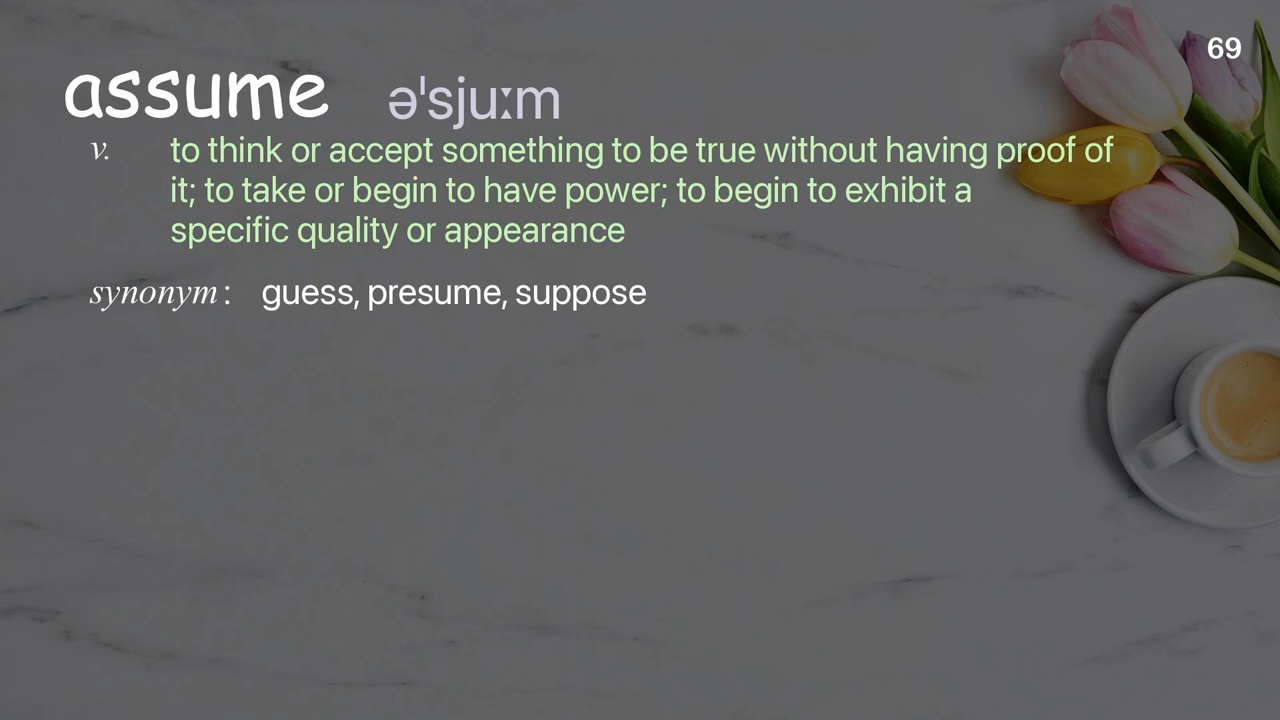 69
assume əˈsjuːm
v. to think or accept something to be true without having proof of
it; to take or begin to have power; to begin to exhibit a
specific quality or appearance
synonym : guess, presume, suppose